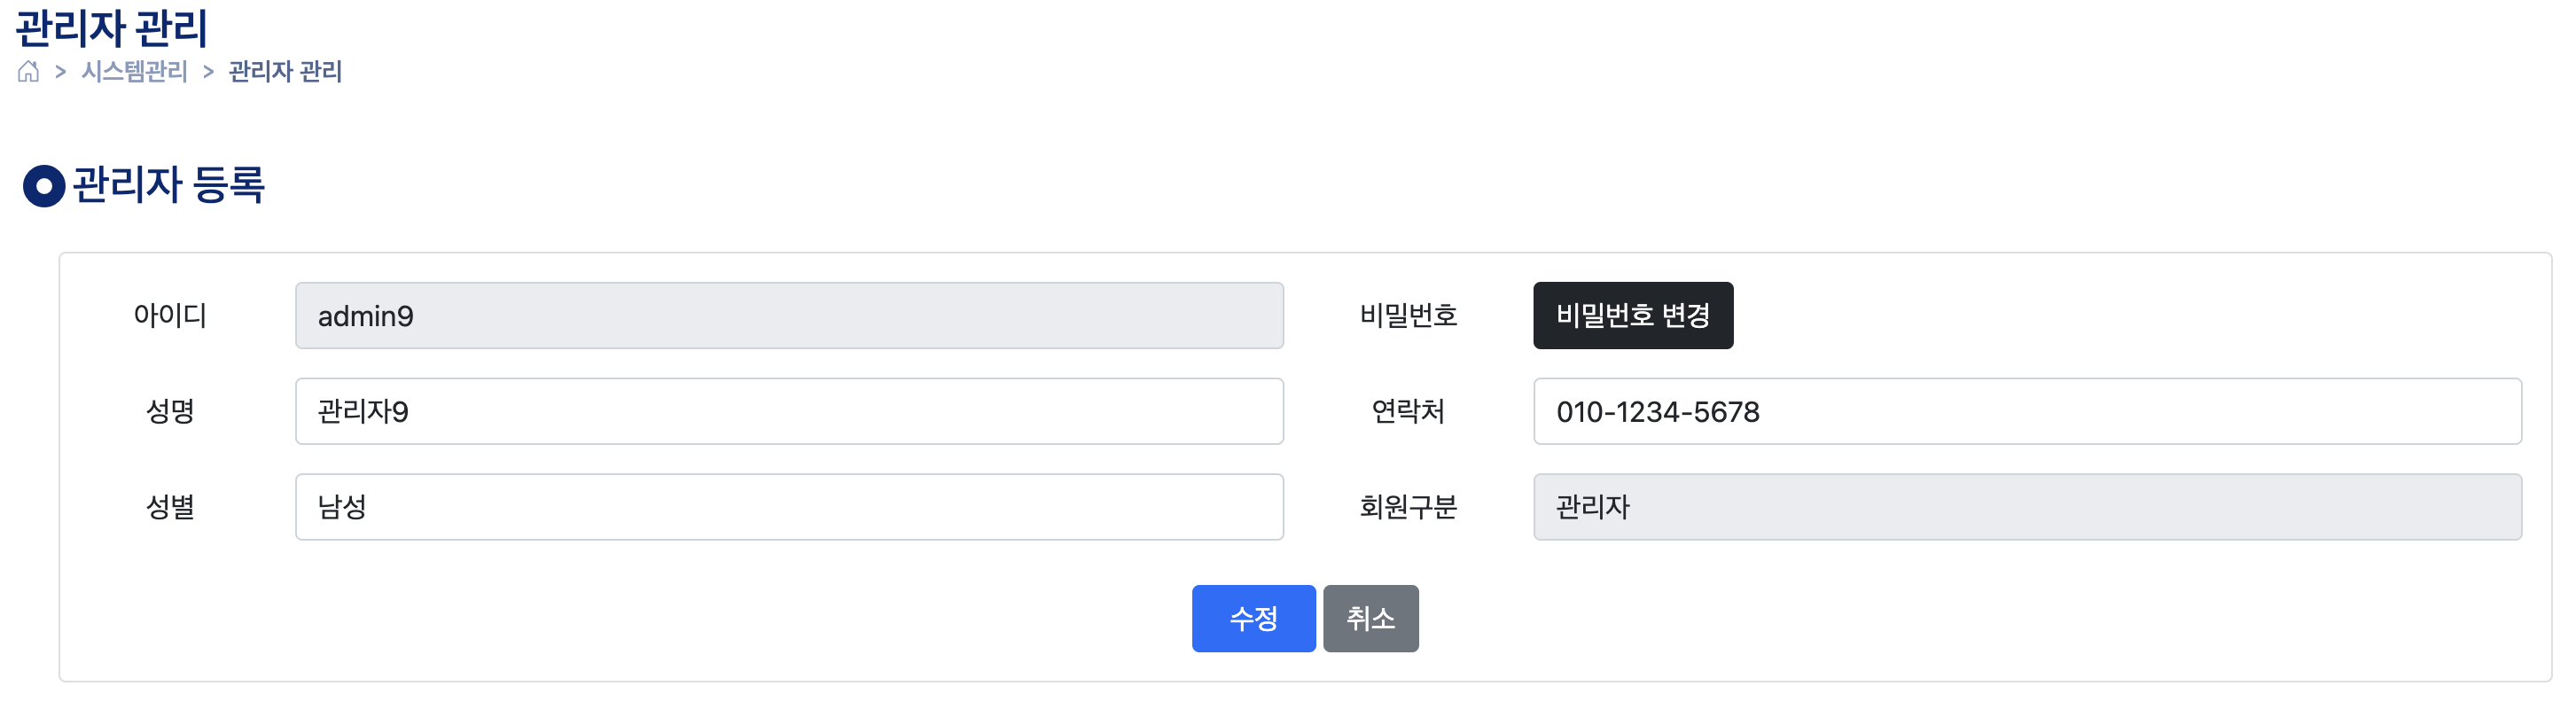 관리자 관리
> 시스템관리 > 관리자 관리
관리자 등록
아이디 admin9 비밀번호 비밀번호 변경
성명 관리자9 연락처 010-1234-5678
성별 남성 회원구분 관리자
수정 취소